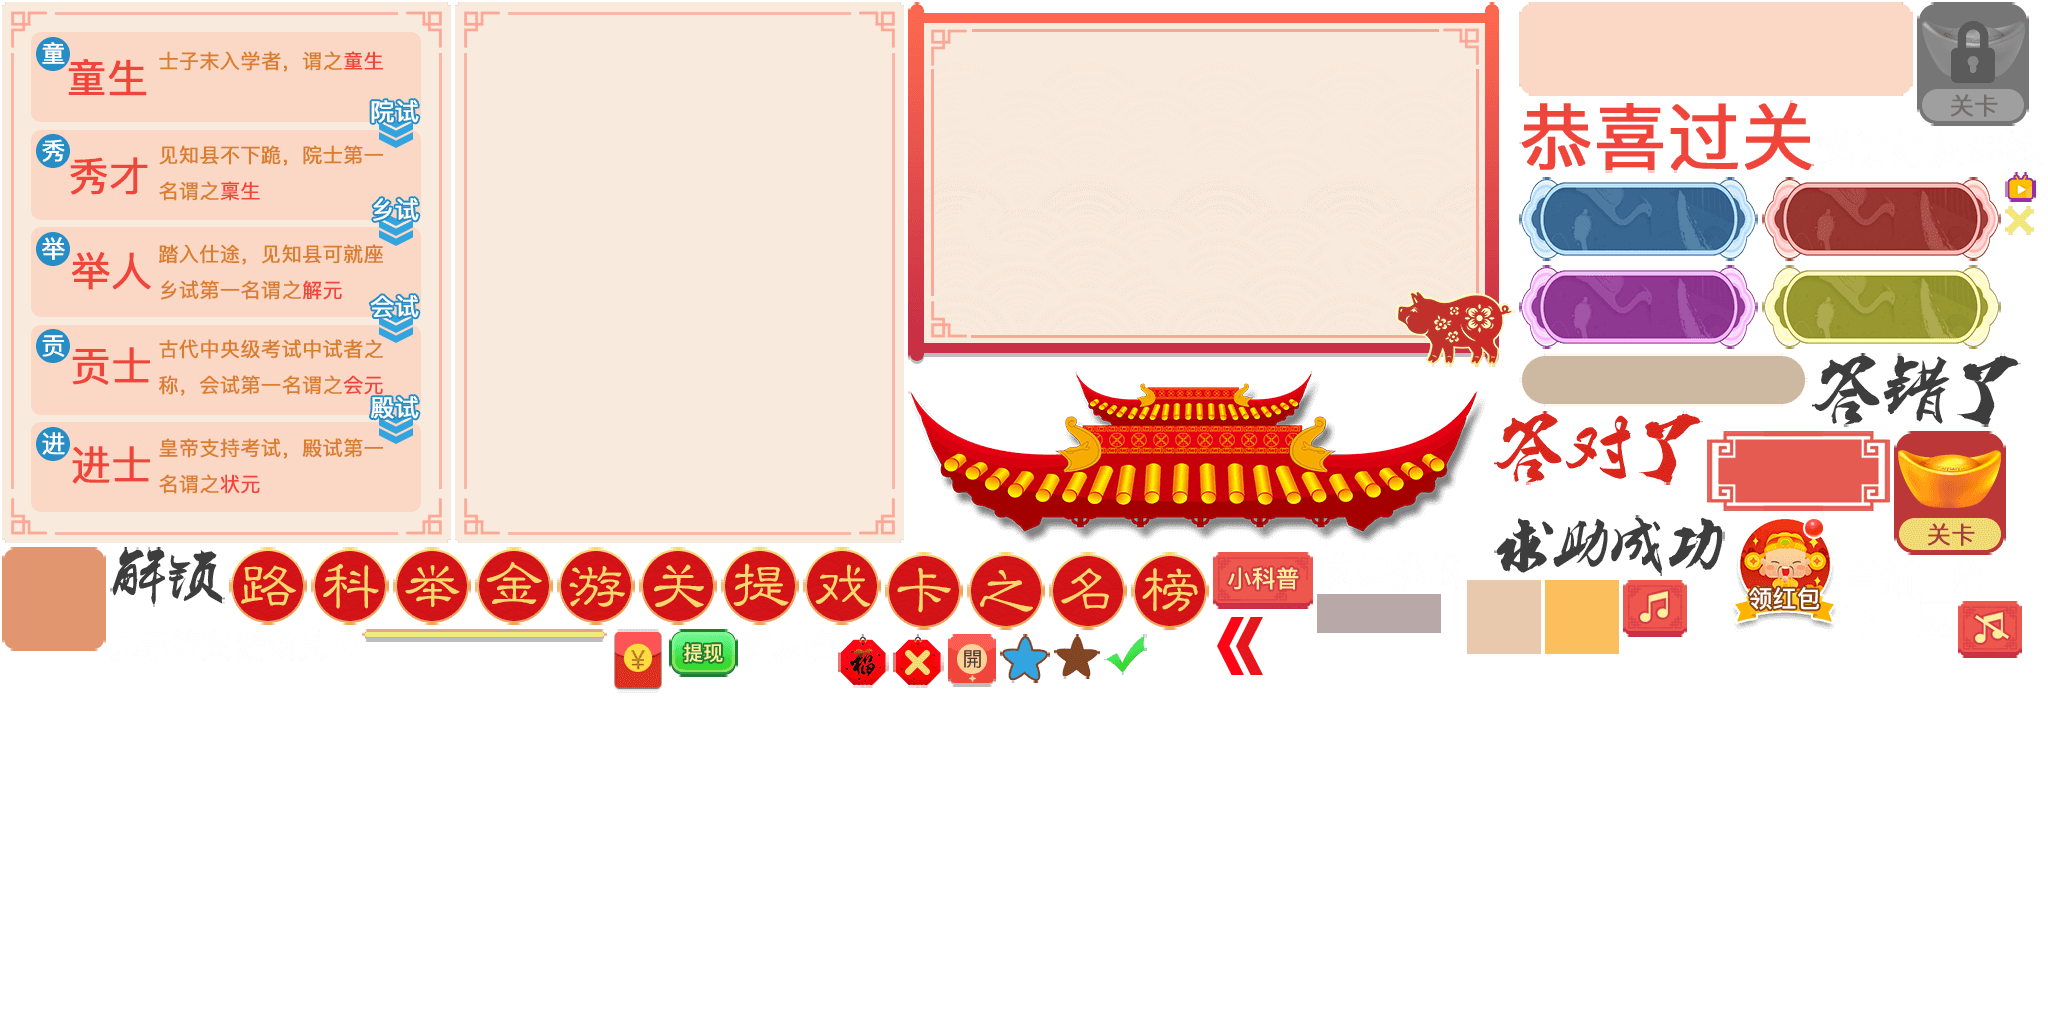 童
童生
士子末入学者，谓之童生
院试
秀
秀才
见知县不下跪，院士第一
名谓之稟生
乡试
举
举人
踏入仕途，见知县可就座
乡试第一名谓之解元
会试
贡
贡士
古代中央级考试中试者之
称，会试第一名谓之会元
殿试
进
进士
皇帝支持考试，殿试第一
名谓之状元
关卡
恭喜过关
答错了
答对了
关卡
求助成功
领红包
解锁
路
科
举
金
游
关
提
戏
卡
之
名
榜
小科普
¥
提现
福
開